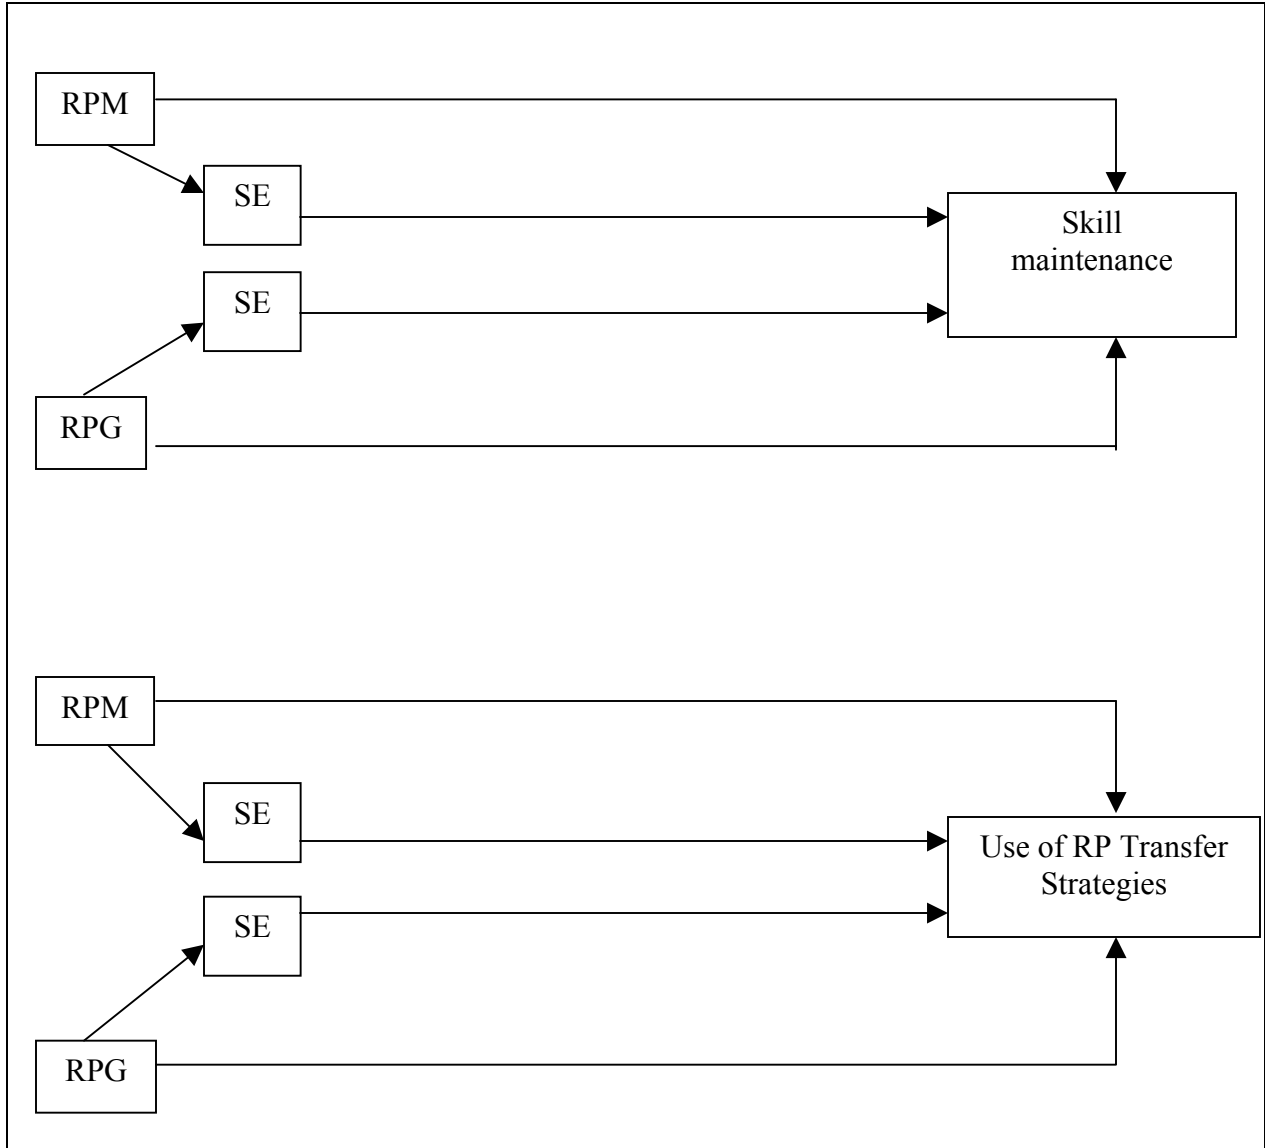 RPM
SE
Skill
maintenance
SE
RPG
RPM
SE
Use of RP Transfer
Strategies
SE
RPG